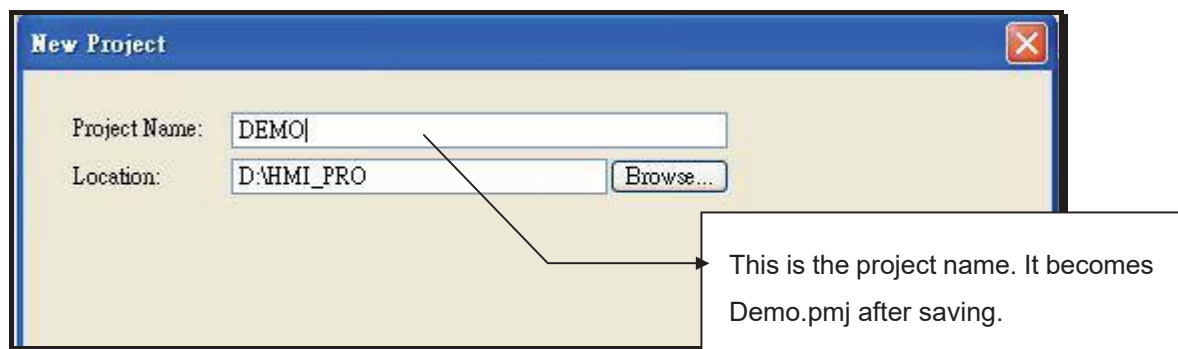 New Project
Project Name:
DEMO
Location:
D:\HMI_PRO
Browse...
This is the project name. It becomes
Demo.pmj after saving.